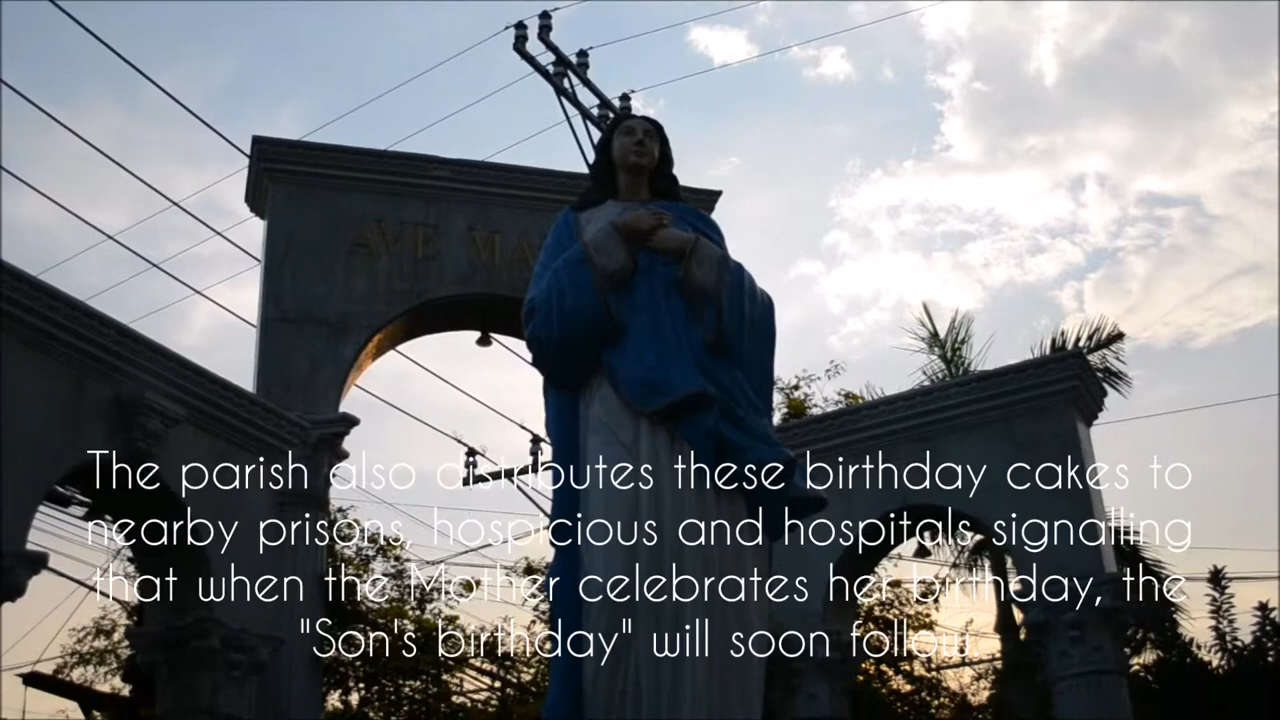 AVE MA
The parish also distributes these birthday cakes to
nearby prisons, hospicious and hospitals signalling
that when the Mother celebrates her birthday, the
"Son's birthday" will soon follow.